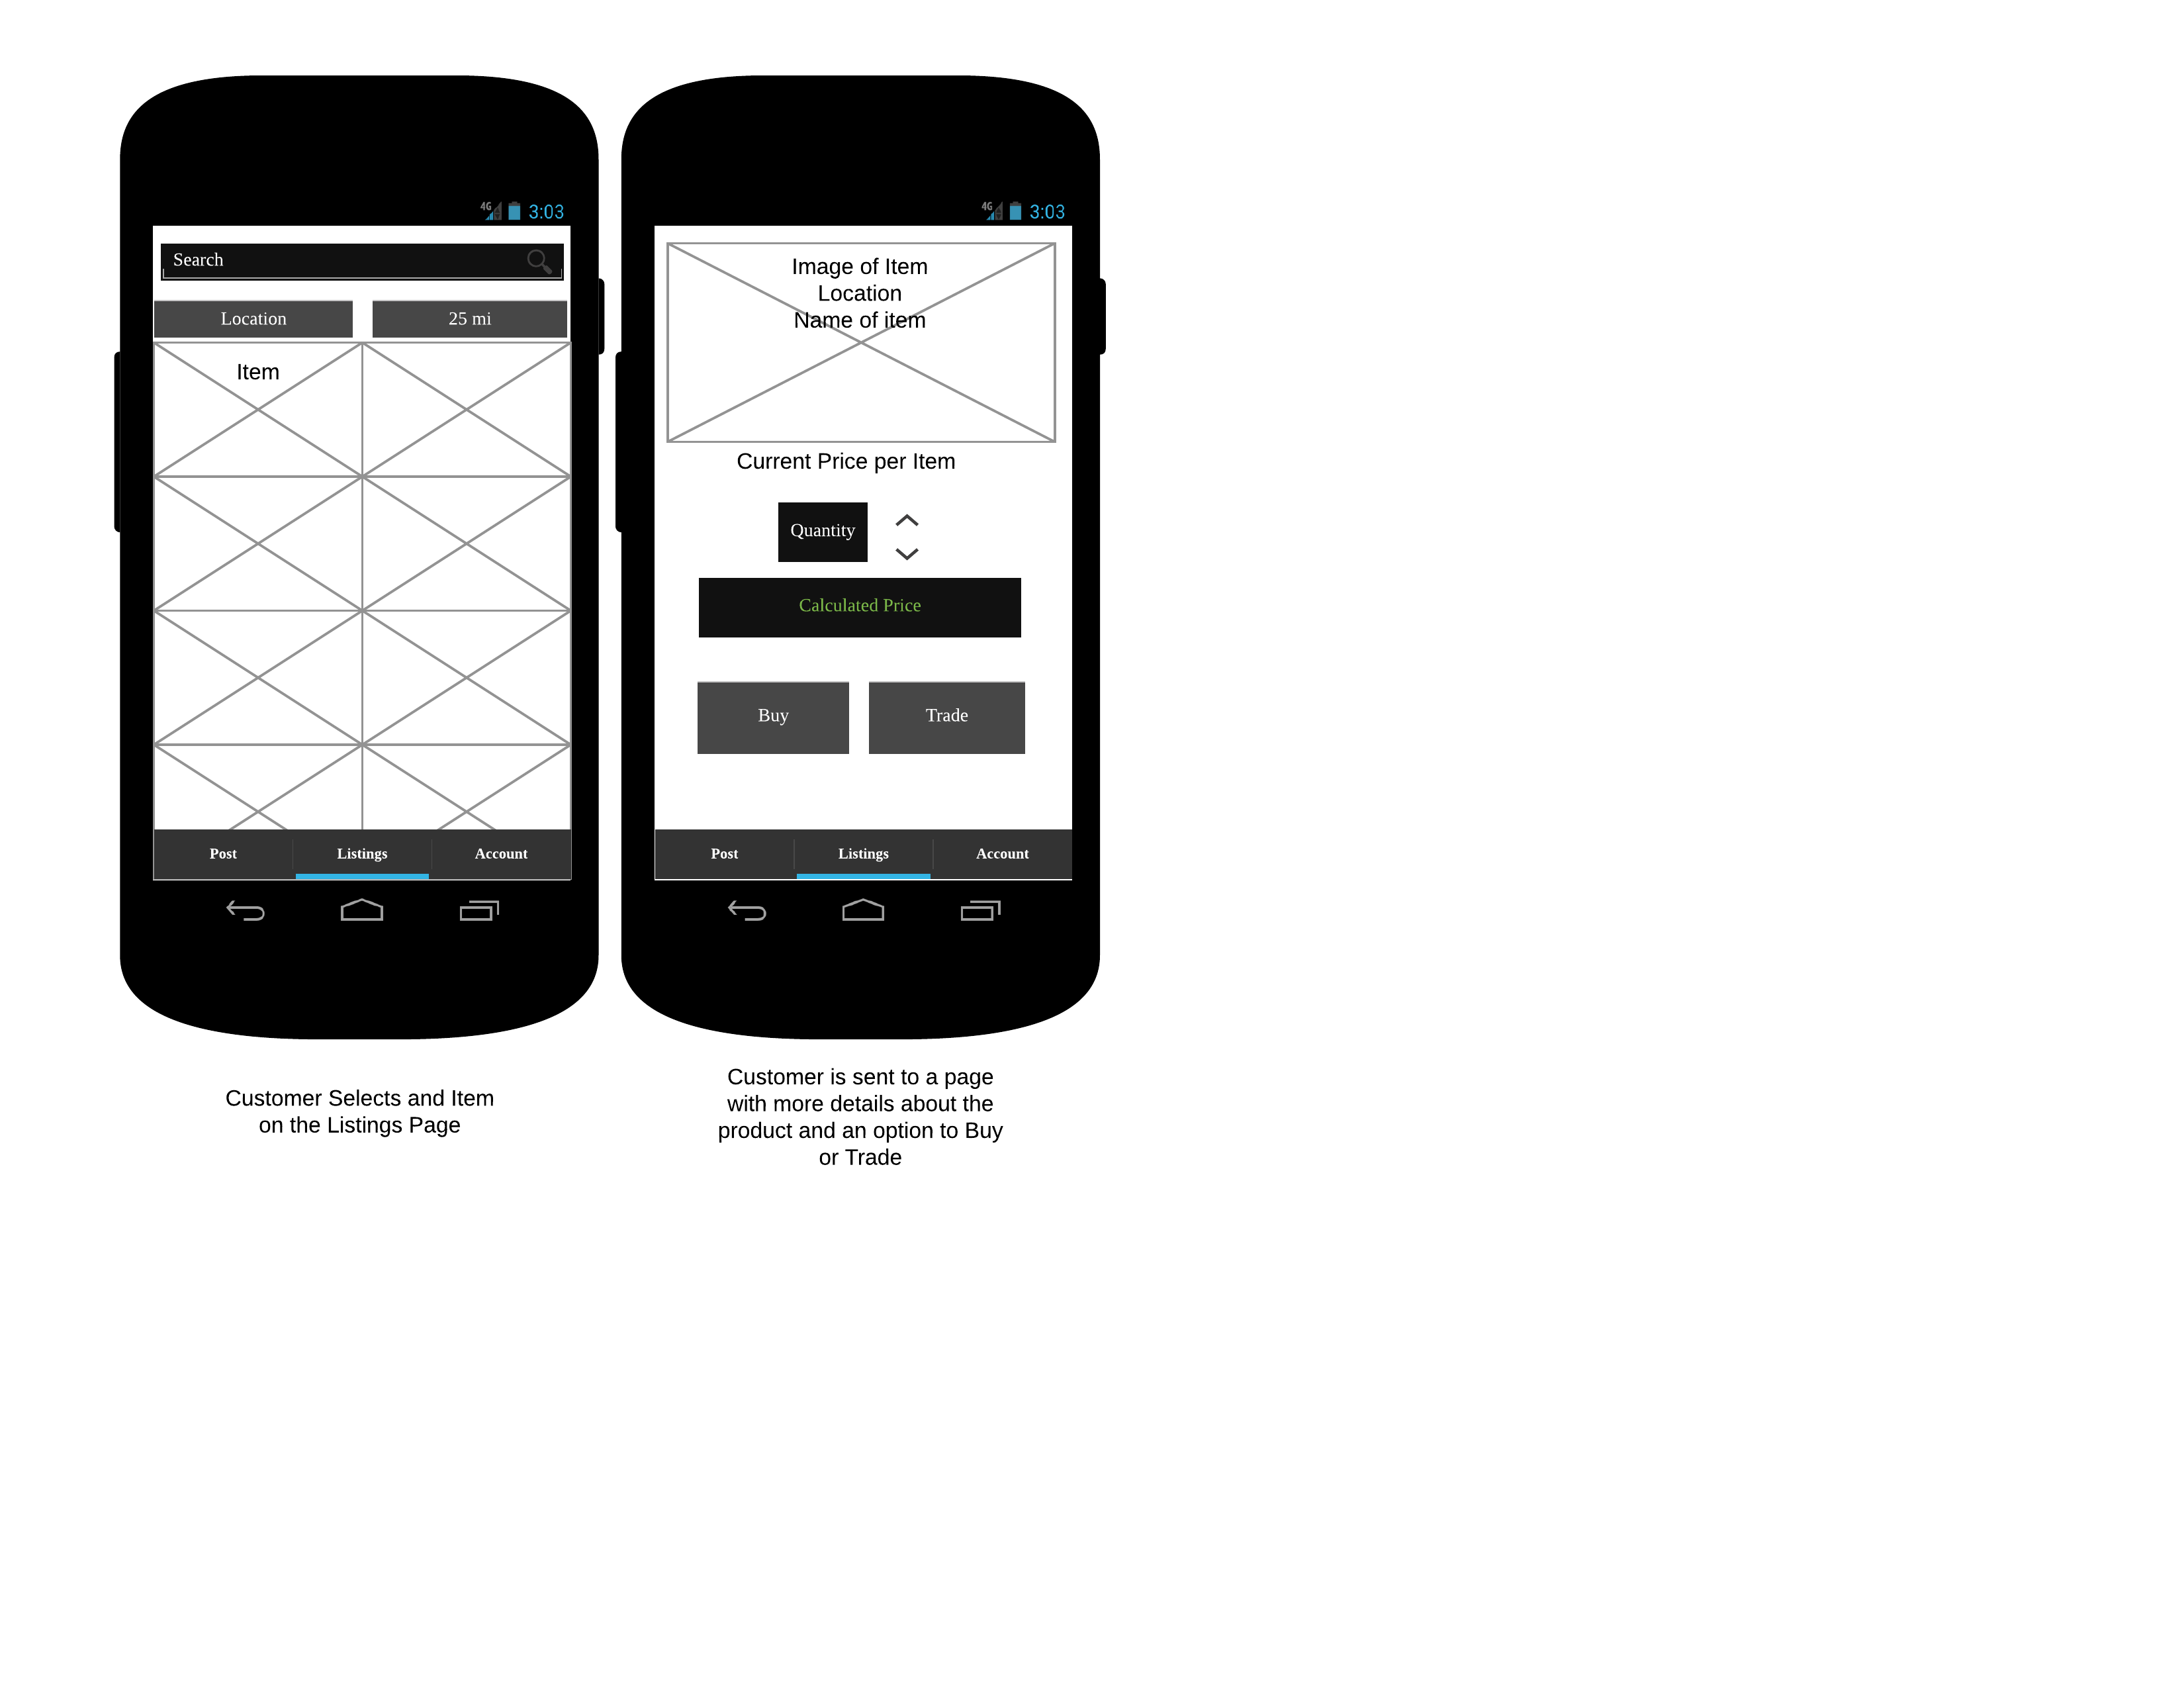 4G 3:03
Search
Location 25 mi
Item
Post Listings Account
Customer Selects and Item
on the Listings Page
4G 3:03
Image of Item
Location
Name of item
Current Price per Item
Quantity
Calculated Price
Buy Trade
Post Listings Account
Customer is sent to a page
with more details about the
product and an option to Buy
or Trade